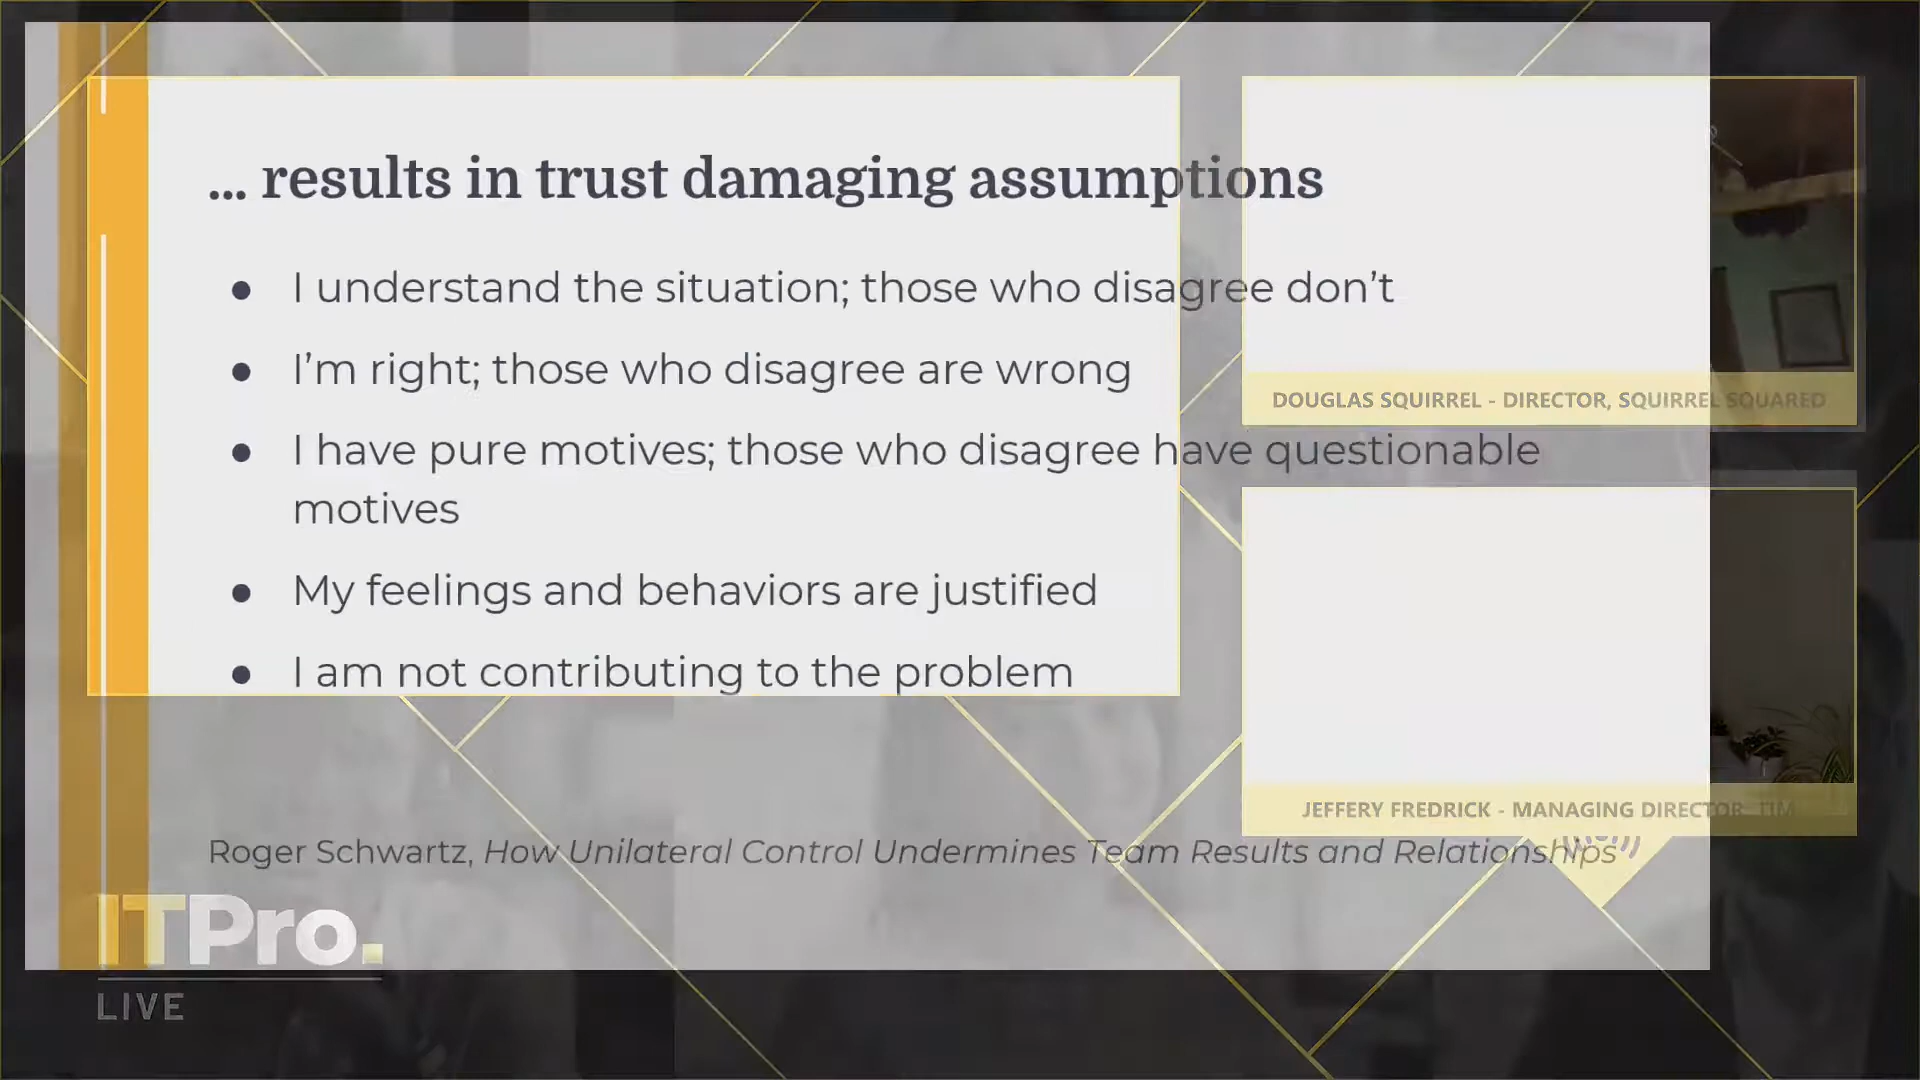 ... results in trust damaging assumptions
● I understand the situation; those who disagree don’t
● I’m right; those who disagree are wrong
● I have pure motives; those who disagree have questionable
motives
● My feelings and behaviors are justified
● I am not contributing to the problem
DOUGLAS SQUIRREL - DIRECTOR, SQUIRREL SQUARED
JEFFERY FREDRICK - MANAGING DIRECTOR, TIM
Roger Schwartz, How Unilateral Control Undermines Team Results and Relationships
ITPro.
LIVE